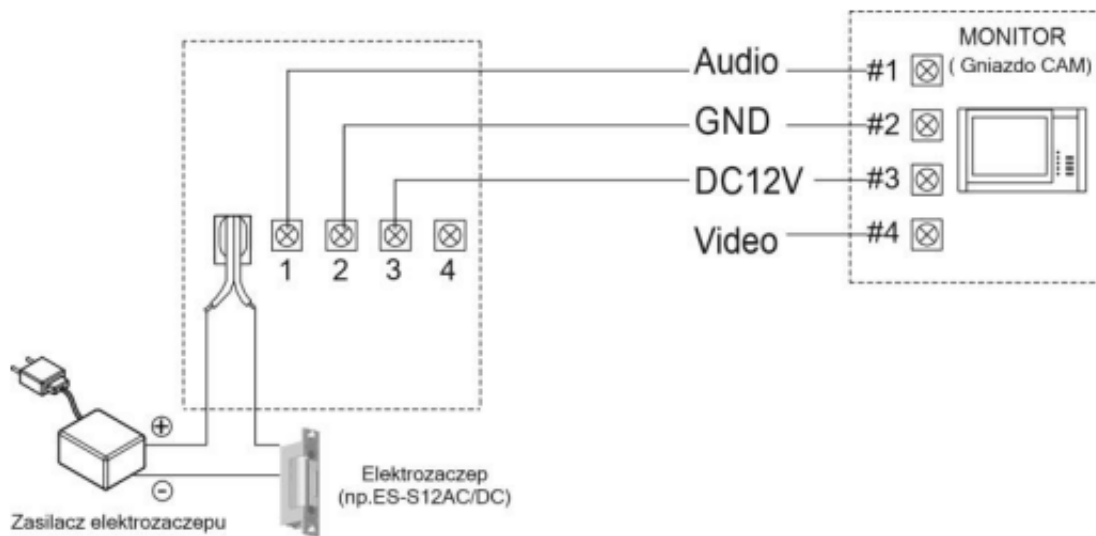 MONITOR
( Gniazdo CAM)
Audio #1
GND #2
DC12V #3
Video #4
1 2 3 4
+
−
Elektrozaczep
(np.ES-S12AC/DC)
Zasilacz elektrozaczepu